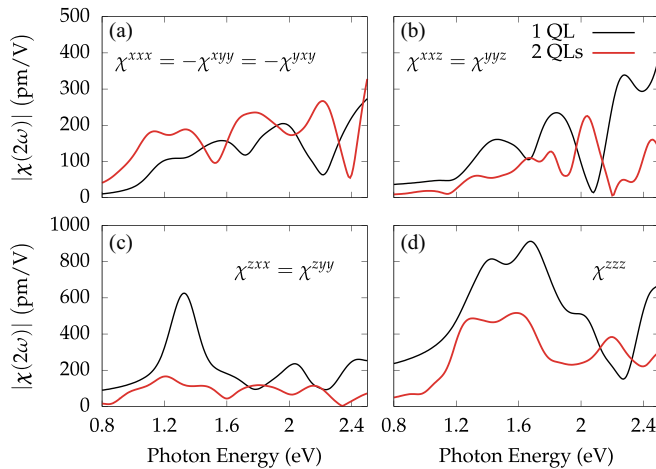 500
400
300
200
100
0
|χ(2ω)| (pm/V)
(a)
χ^{xxx} = −χ^{xyy} = −χ^{yxy}
(b)
1 QL
2 QLs
χ^{xxz} = χ^{yyz}
1000
800
600
400
200
0
|χ(2ω)| (pm/V)
(c)
χ^{zxx} = χ^{zyy}
(d)
χ^{zzz}
0.8 1.2 1.6 2 2.4
0.8 1.2 1.6 2 2.4
Photon Energy (eV)
Photon Energy (eV)